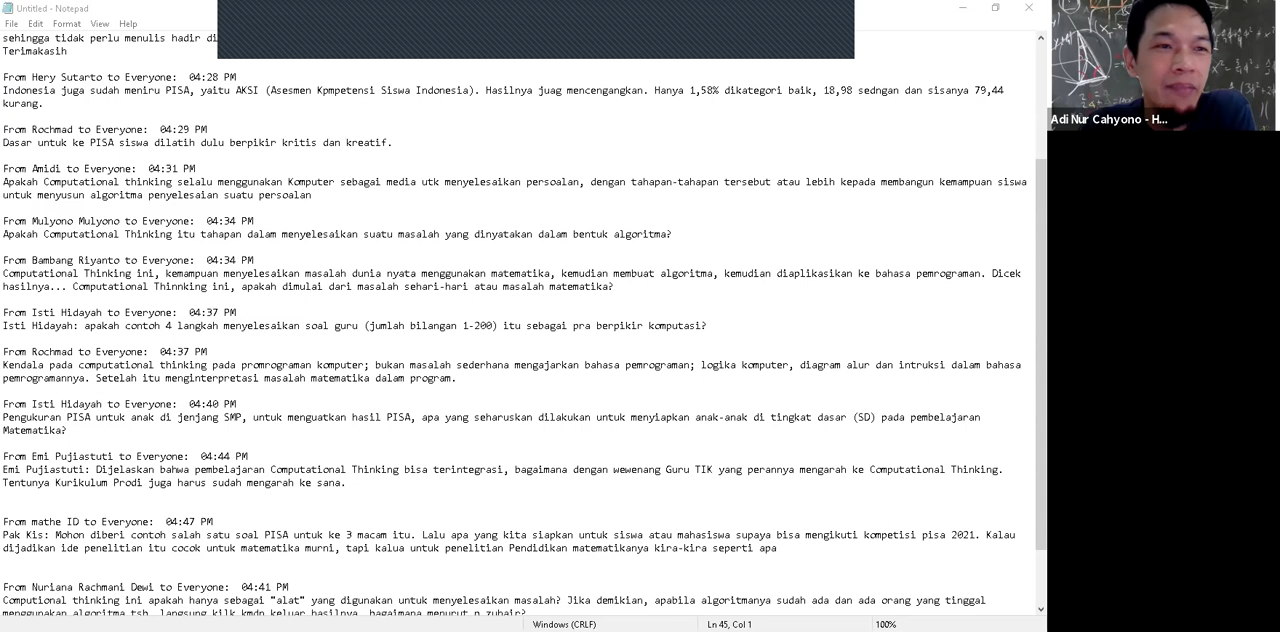 Untitled - Notepad
File Edit Format View Help
sehingga tidak perlu menulis hadir di
Terimakasih
From Hery Sutarto to Everyone: 04:28 PM
Indonesia juga sudah meniru PISA, yaitu AKSI (Asesmen Kpmpetensi Siswa Indonesia). Hasilnya juag mencengangkan. Hanya 1,58% dikategori baik, 18,98 sedngan dan sisanya 79,44
kurang.
From Rochmad to Everyone: 04:29 PM
Dasar untuk ke PISA siswa dilatih dulu berpikir kritis dan kreatif.
From Amidi to Everyone: 04:31 PM
Apakah Computational thinking selalu menggunakan Komputer sebagai media utk menyelesaikan persoalan, dengan tahapan-tahapan tersebut atau lebih kepada membangun kemampuan siswa
untuk menyusun algoritma penyelesaian suatu persoalan
From Mulyono Mulyono to Everyone: 04:34 PM
Apakah Computational Thinking itu tahapan dalam menyelesaikan suatu masalah yang dinyatakan dalam bentuk algoritma?
From Bambang Riyanto to Everyone: 04:34 PM
Computational Thinking ini, kemampuan menyelesaikan masalah dunia nyata menggunakan matematika, kemudian membuat algoritma, kemudian diaplikasikan ke bahasa pemrograman. Dicek
hasilnya... Computational Thinnking ini, apakah dimulai dari masalah sehari-hari atau masalah matematika?
From Isti Hidayah to Everyone: 04:37 PM
Isti Hidayah: apakah contoh 4 langkah menyelesaikan soal guru (jumlah bilangan 1-200) itu sebagai pra berpikir komputasi?
From Rochmad to Everyone: 04:37 PM
Kendala pada computational thinking pada promrograman komputer; bukan masalah sederhana mengajarkan bahasa pemrograman; logika komputer, diagram alur dan intruksi dalam bahasa
pemrogramannya. Setelah itu menginterpretasi masalah matematika dalam program.
From Isti Hidayah to Everyone: 04:40 PM
Pengukuran PISA untuk anak di jenjang SMP, untuk menguatkan hasil PISA, apa yang seharuskan dilakukan untuk menyiapkan anak-anak di tingkat dasar (SD) pada pembelajaran
Matematika?
From Emi Pujiastuti to Everyone: 04:44 PM
Emi Pujiastuti: Dijelaskan bahwa pembelajaran Computational Thinking bisa terintegrasi, bagaimana dengan wewenang Guru TIK yang perannya mengarah ke Computational Thinking.
Tentunya Kurikulum Prodi juga harus sudah mengarah ke sana.
From mathe ID to Everyone: 04:47 PM
Pak Kis: Mohon diberi contoh salah satu soal PISA untuk ke 3 macam itu. Lalu apa yang kita siapkan untuk siswa atau mahasiswa supaya bisa mengikuti kompetisi pisa 2021. Kalau
dijadikan ide penelitian itu cocok untuk matematika murni, tapi kalua untuk penelitian Pendidikan matematikanya kira-kira seperti apa
From Nuriana Rachmani Dewi to Everyone: 04:41 PM
Computional thinking ini apakah hanya sebagai "alat" yang digunakan untuk menyelesaikan masalah? Jika demikian, apabila algoritmanya sudah ada dan ada orang yang tinggal
menggunakan algoritma tsb, langsung kilk kmdn keluar hasilnya, bagaimana menurut p zuhair?
Windows (CRLF) Ln 45, Col 1 100%
Adi Nur Cahyono - H...